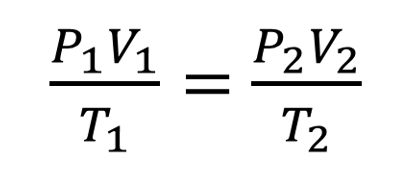 P₁V₁ / T₁ = P₂V₂ / T₂